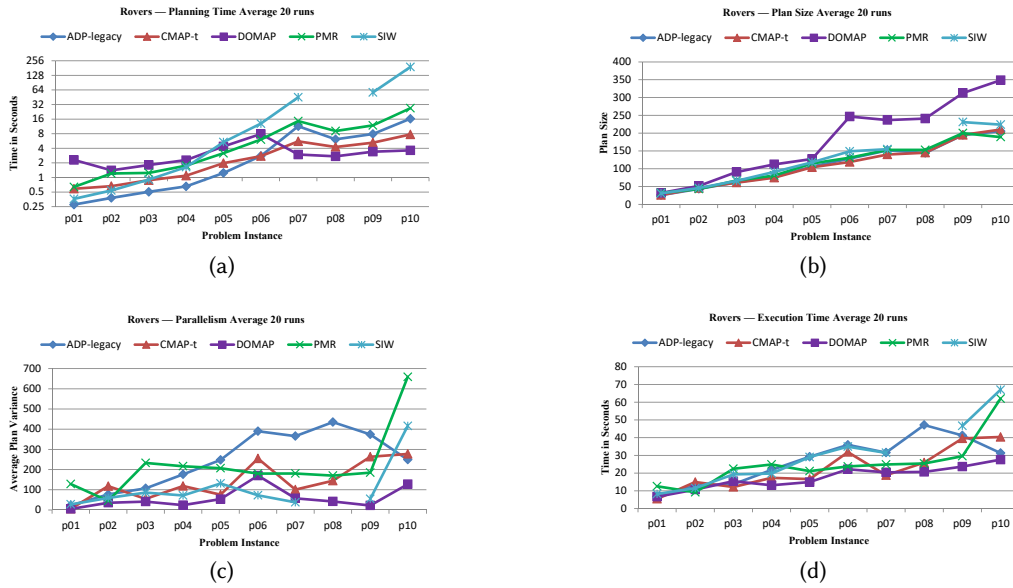 Rovers — Planning Time Average 20 runs
ADP-legacy CMAP-t DOMAP PMR SIW
256
128
64
32
16
8
4
2
1
0.5
0.25
Time in Seconds
p01 p02 p03 p04 p05 p06 p07 p08 p09 p10
Problem Instance
(a)
Rovers — Plan Size Average 20 runs
ADP-legacy CMAP-t DOMAP PMR SIW
400
350
300
250
200
150
100
50
0
Plan Size
p01 p02 p03 p04 p05 p06 p07 p08 p09 p10
Problem Instance
(b)
Rovers — Parallelism Average 20 runs
ADP-legacy CMAP-t DOMAP PMR SIW
700
600
500
400
300
200
100
0
Average Plan Variance
p01 p02 p03 p04 p05 p06 p07 p08 p09 p10
Problem Instance
(c)
Rovers — Execution Time Average 20 runs
ADP-legacy CMAP-t DOMAP PMR SIW
80
70
60
50
40
30
20
10
0
Time in Seconds
p01 p02 p03 p04 p05 p06 p07 p08 p09 p10
Problem Instance
(d)